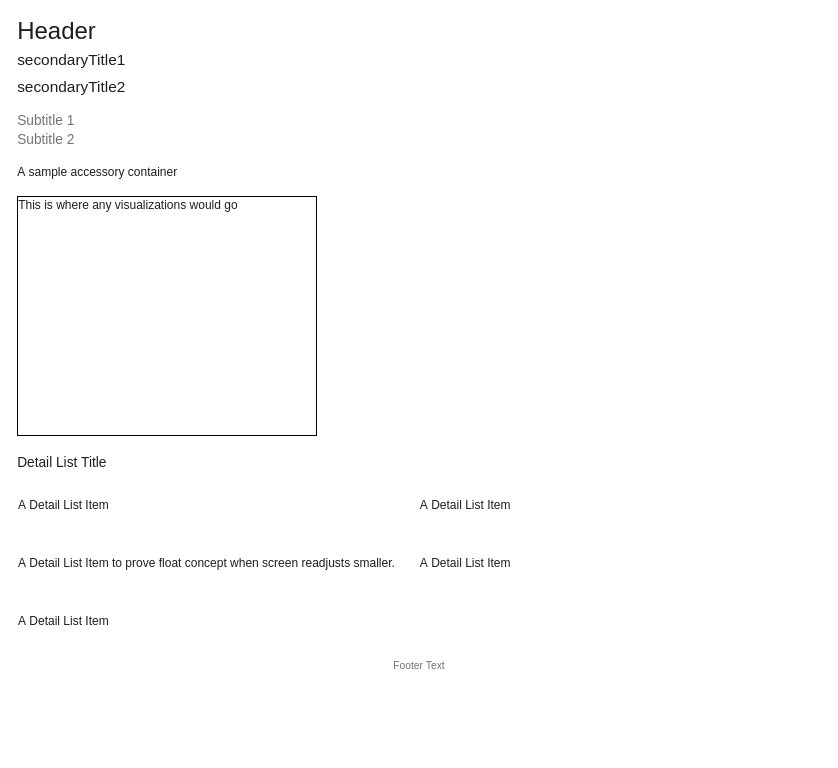 Header
secondaryTitle1
secondaryTitle2
Subtitle 1
Subtitle 2
A sample accessory container
This is where any visualizations would go
Detail List Title
A Detail List Item
A Detail List Item
A Detail List Item to prove float concept when screen readjusts smaller.
A Detail List Item
A Detail List Item
Footer Text